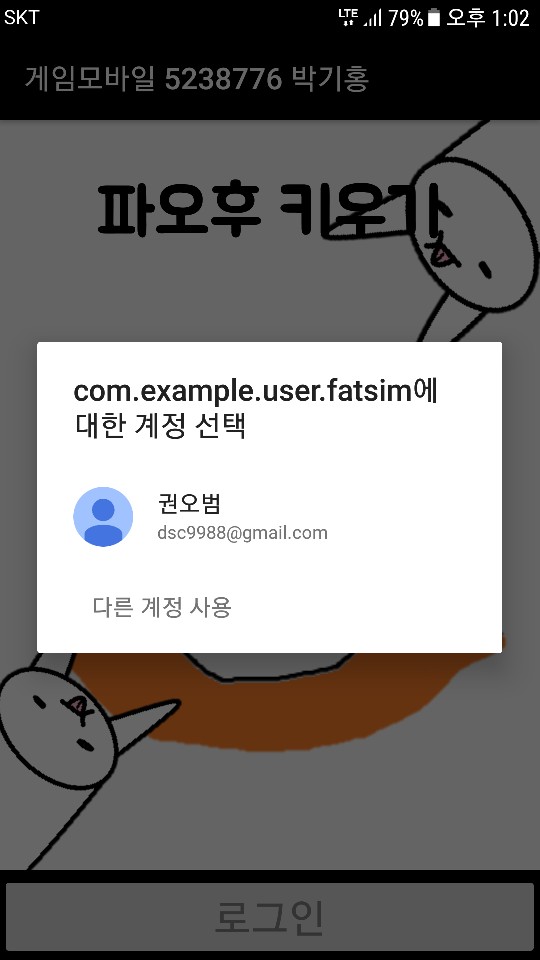 SKT LTE 79% 오후 1:02
게임모바일 5238776 박기홍
파오후 키우기
com.example.user.fatsim에
대한 계정 선택
권오범
dsc9988@gmail.com
다른 계정 사용
로그인